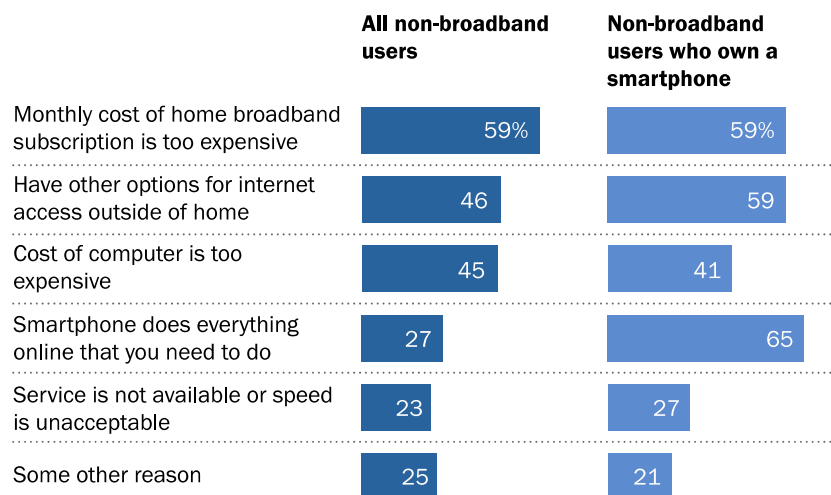 All non-broadband
users
Non-broadband
users who own a
smartphone
Monthly cost of home broadband
subscription is too expensive
59%
59%
Have other options for internet
access outside of home
46
59
Cost of computer is too
expensive
45
41
Smartphone does everything
online that you need to do
27
65
Service is not available or speed
is unacceptable
23
27
Some other reason
25
21